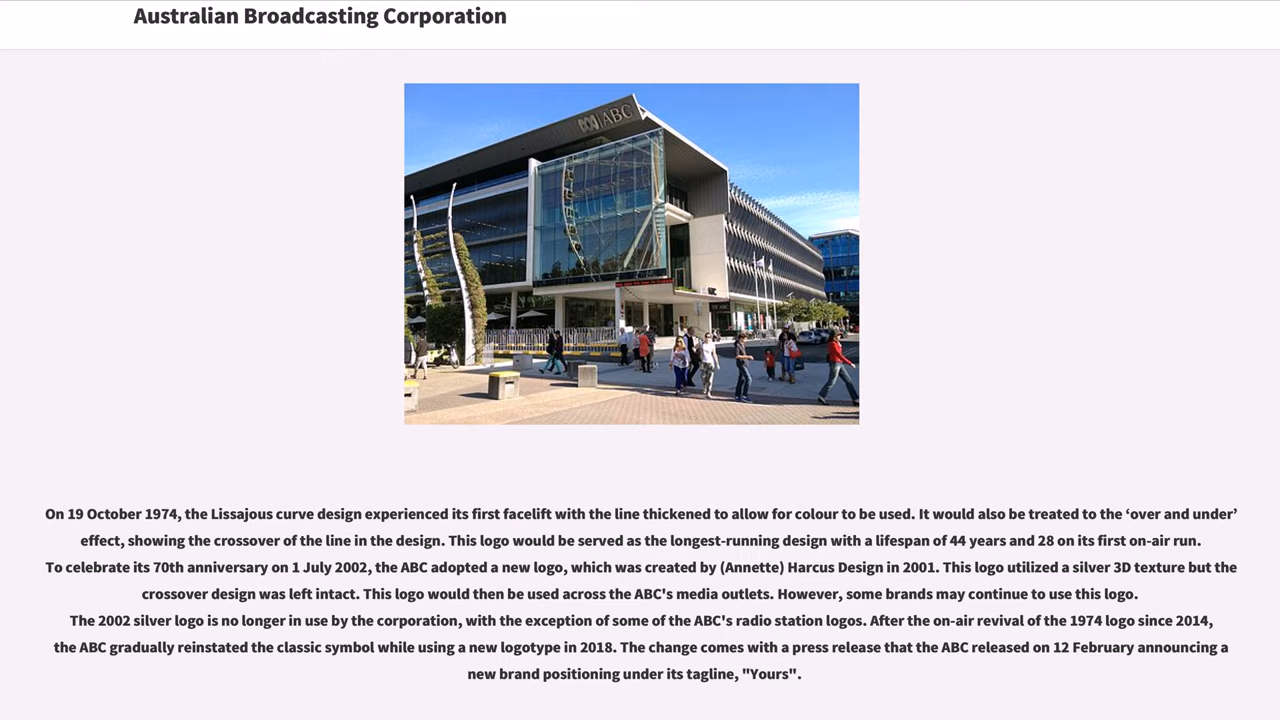 Australian Broadcasting Corporation
ABC
On 19 October 1974, the Lissajous curve design experienced its first facelift with the line thickened to allow for colour to be used. It would also be treated to the ‘over and under’
effect, showing the crossover of the line in the design. This logo would be served as the longest-running design with a lifespan of 44 years and 28 on its first on-air run.
To celebrate its 70th anniversary on 1 July 2002, the ABC adopted a new logo, which was created by (Annette) Harcus Design in 2001. This logo utilized a silver 3D texture but the
crossover design was left intact. This logo would then be used across the ABC's media outlets. However, some brands may continue to use this logo.
The 2002 silver logo is no longer in use by the corporation, with the exception of some of the ABC's radio station logos. After the on-air revival of the 1974 logo since 2014,
the ABC gradually reinstated the classic symbol while using a new logotype in 2018. The change comes with a press release that the ABC released on 12 February announcing a
new brand positioning under its tagline, "Yours".